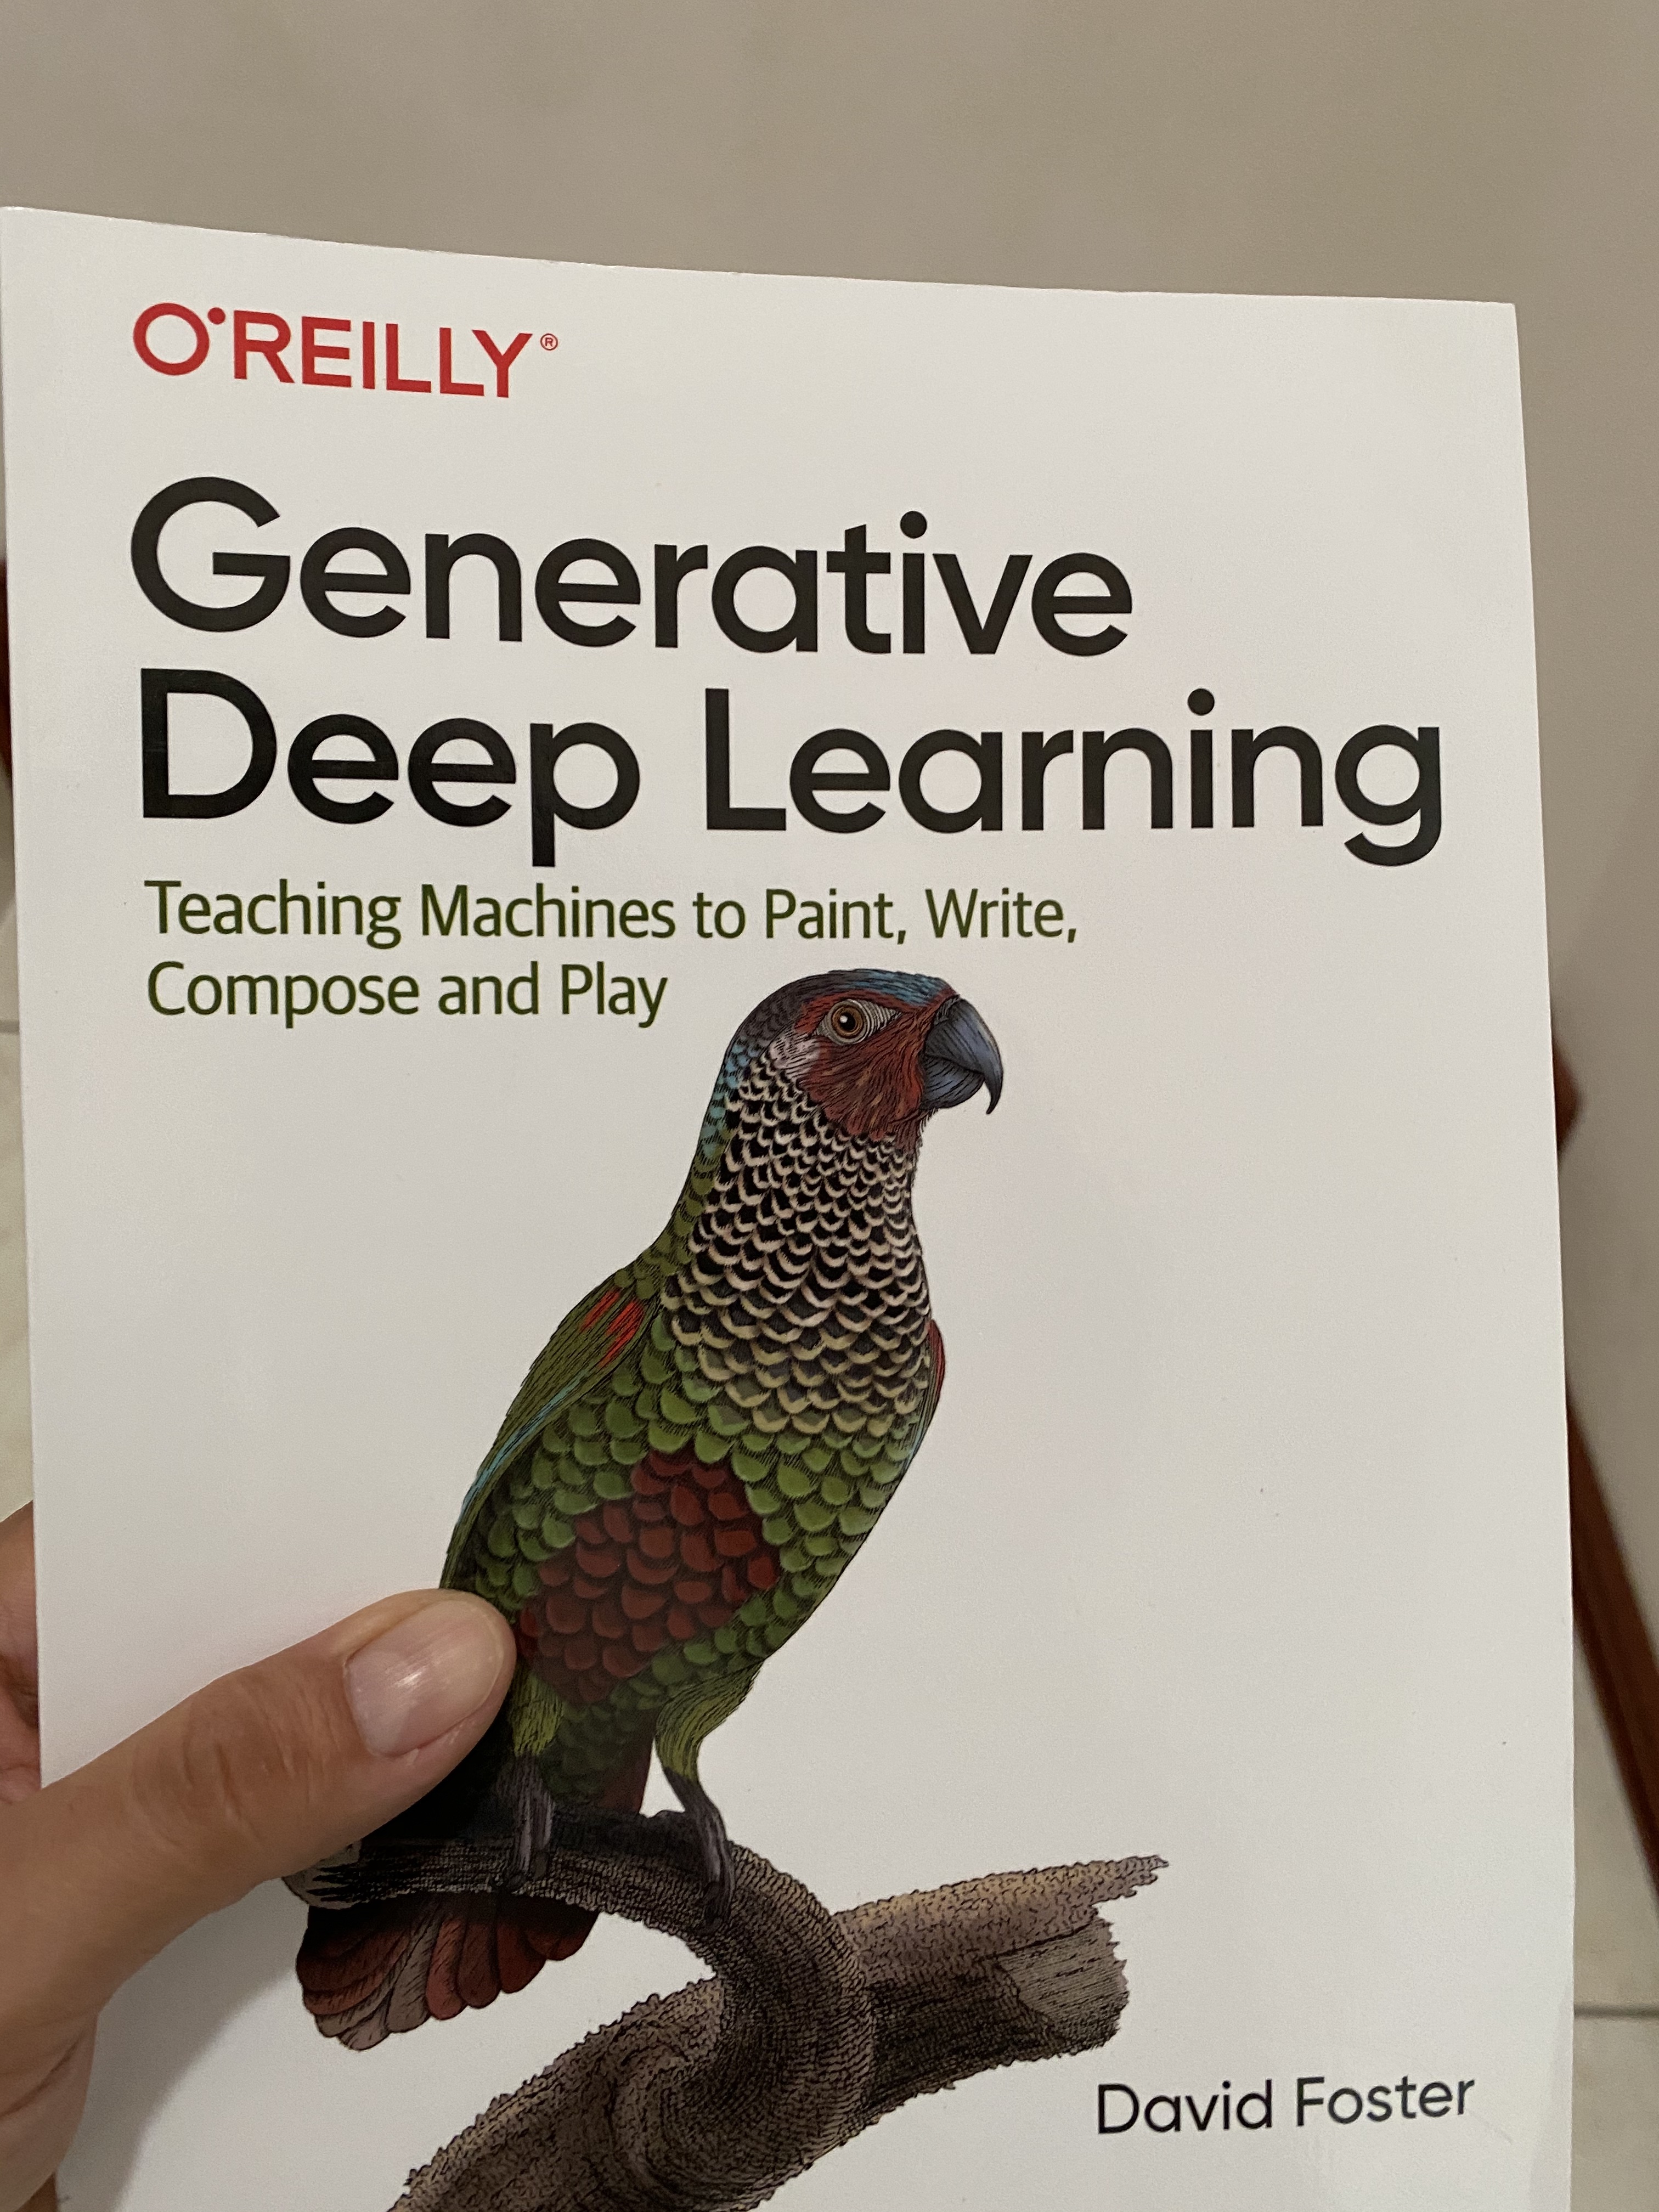 O'REILLY®
Generative
Deep Learning
Teaching Machines to Paint, Write,
Compose and Play
David Foster